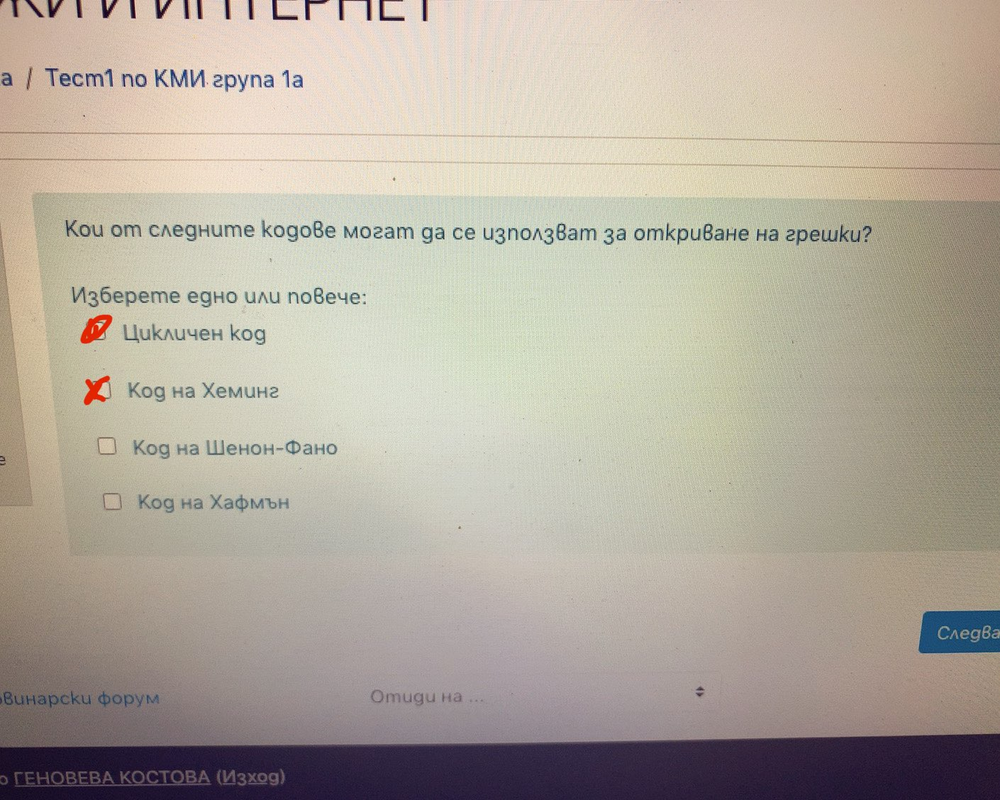 а / Тест1 по КМИ група 1а
Кои от следните кодове могат да се използват за откриване на грешки?
Изберете едно или повече:
Цикличен код
Код на Хеминг
Код на Шенон-Фано
Код на Хафмън
е
Следва
винарски форум
Отиди на ...
о ГЕНОВЕВА КОСТОВА (Изход)